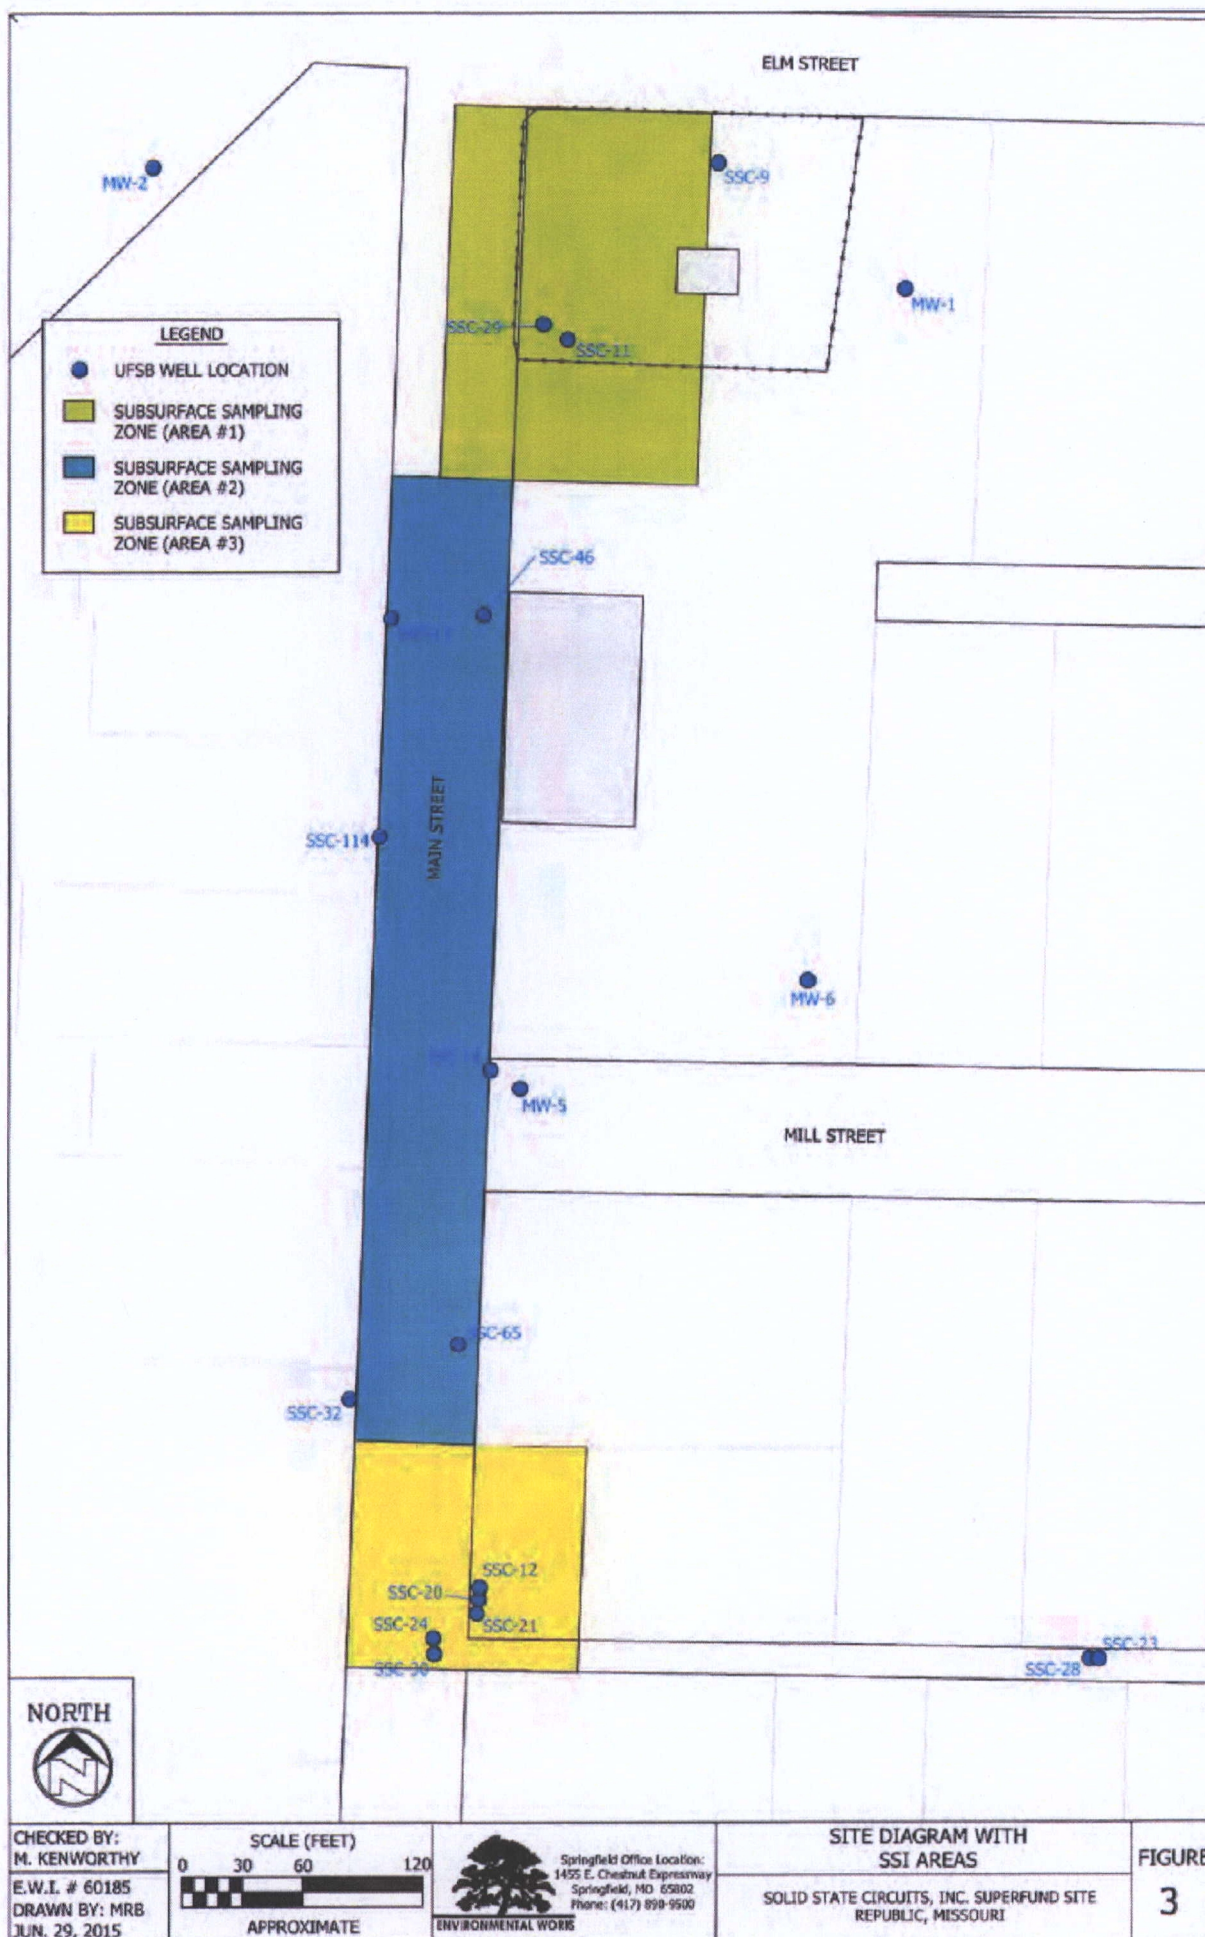 ELM STREET
MW-2
SSC-9
MW-1
SSC-29
SSC-11
LEGEND
UFSB WELL LOCATION
SUBSURFACE SAMPLING
ZONE (AREA #1)
SUBSURFACE SAMPLING
ZONE (AREA #2)
SUBSURFACE SAMPLING
ZONE (AREA #3)
SSC-46
MAIN STREET
SSC-114
MW-6
MW-5
MILL STREET
SSC-65
SSC-32
SSC-12
SSC-20
SSC-21
SSC-24
SSC-30
SSC-23
SSC-28
NORTH
N
CHECKED BY:
M. KENWORTHY
E.W.I. # 60185
DRAWN BY: MRB
JUN. 29, 2015
SCALE (FEET)
0 30 60 120
APPROXIMATE
ENVIRONMENTAL WORKS
Springfield Office Location:
1455 E. Chestnut Expressway
Springfield, MO 65802
Phone: (417) 890-9500
SITE DIAGRAM WITH
SSI AREAS
SOLID STATE CIRCUITS, INC. SUPERFUND SITE
REPUBLIC, MISSOURI
FIGURE
3